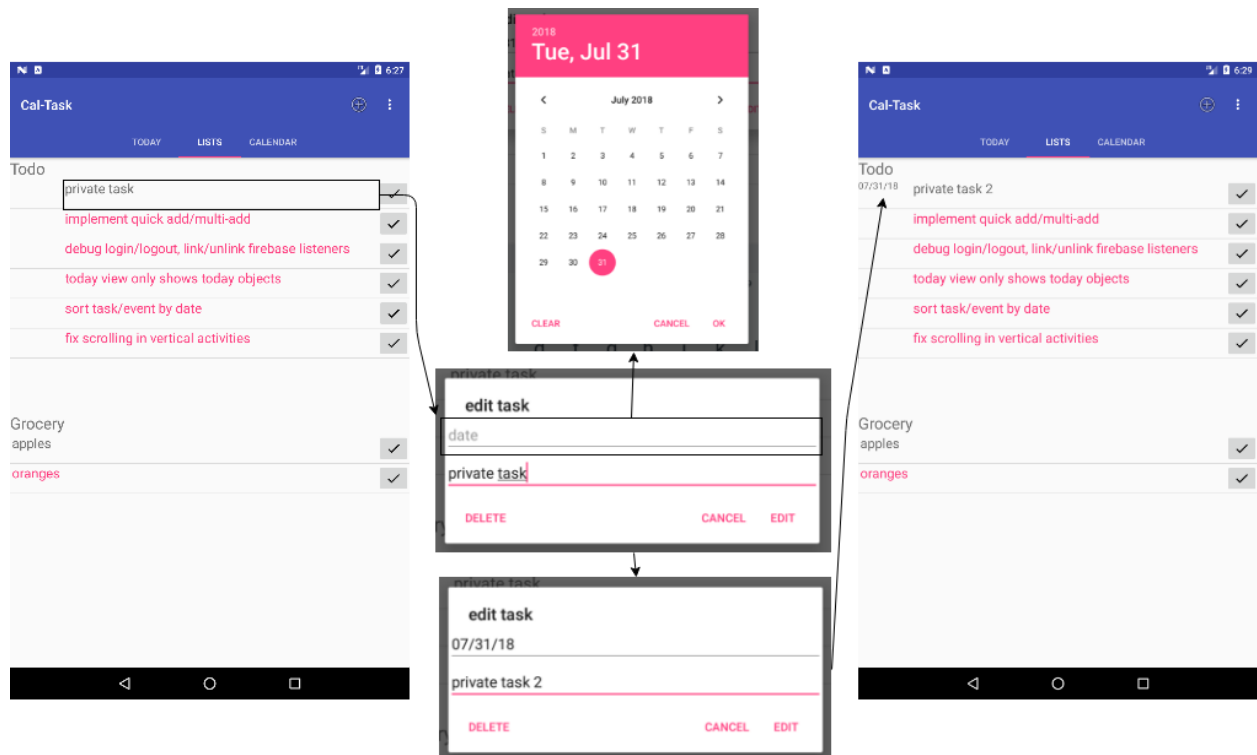 6:27
Cal-Task
TODAY LISTS CALENDAR
Todo
private task
implement quick add/multi-add
debug login/logout, link/unlink firebase listeners
today view only shows today objects
sort task/event by date
fix scrolling in vertical activities
Grocery
apples
oranges
2018
Tue, Jul 31
July 2018
S M T W T F S
1 2 3 4 5 6 7
8 9 10 11 12 13 14
15 16 17 18 19 20 21
22 23 24 25 26 27 28
29 30 31
CLEAR CANCEL OK
private task
edit task
date
private task
DELETE CANCEL EDIT
private task
edit task
07/31/18
private task 2
DELETE CANCEL EDIT
6:29
Cal-Task
TODAY LISTS CALENDAR
Todo
07/31/18 private task 2
implement quick add/multi-add
debug login/logout, link/unlink firebase listeners
today view only shows today objects
sort task/event by date
fix scrolling in vertical activities
Grocery
apples
oranges